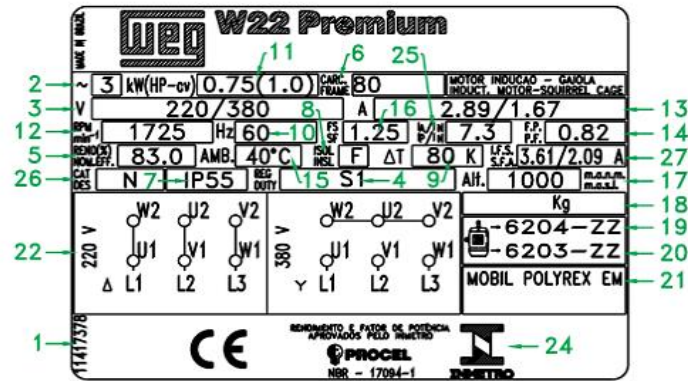 MADE IN BRAZIL
WEG W22 Premium
11 6 25
2 ~ 3 kW(HP-cv) 0.75(1.0) CARC. FRAME 80 MOTOR INDUCAO - GAIOLA
INDUCT. MOTOR-SQUIRREL CAGE
3 V 220/380 8 A 16 2.89/1.67 13
12 RPM min-1 1725 Hz 60 10 FS SF 1.25 Ip/In 7.3 F.P. P.F. 0.82 14
5 REND(%) NOM.EFF. 83.0 AMB. 40°C ISOL INSL F ΔT 80 K I.F.S. S.F.A. 3.61/2.09 A 27
26 CAT DES N 7 IP55 15 REG DUTY S1 4 9 Alt. 1000 m.a.n.m. m.a.s.l. 17
Kg 18
22 220 V W2 U2 V2 380 V W2 U2 V2 6204-ZZ 19
U1 V1 W1 U1 V1 W1 6203-ZZ 20
Δ L1 L2 L3 Y L1 L2 L3 MOBIL POLYREX EM 21
1 11417378
CE
RENDIMENTO E FATOR DE POTÊNCIA
APROVADOS PELO INMETRO
PROCEL
NBR - 17094-1
INMETRO
24